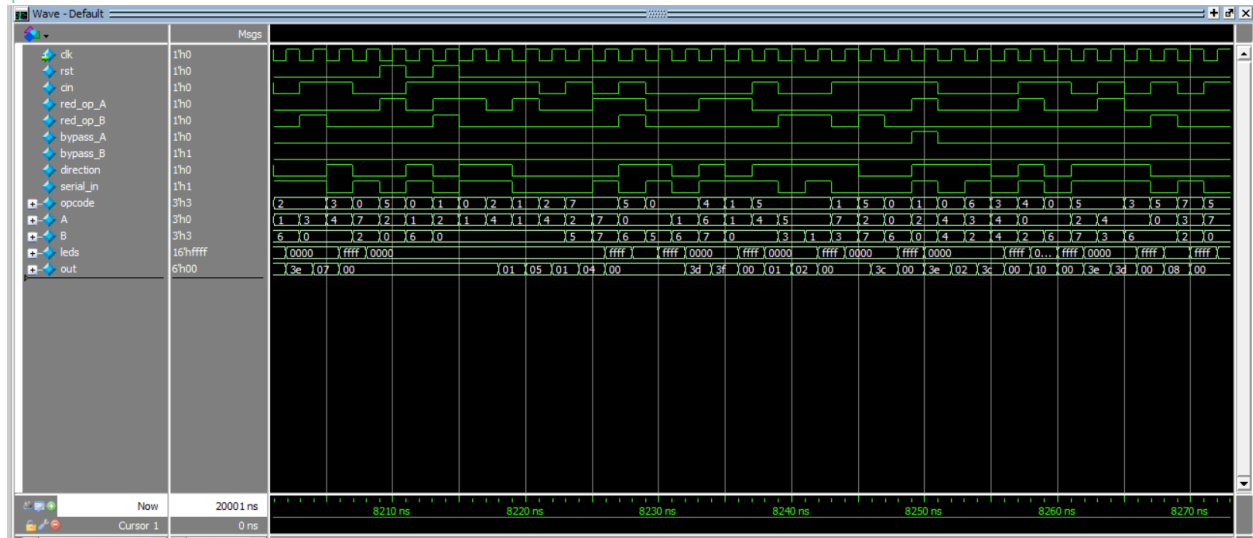 Wave - Default
Msgs
clk 1'h0
rst 1'h0
cin 1'h0
red_op_A 1'h0
red_op_B 1'h0
bypass_A 1'h0
bypass_B 1'h1
direction 1'h0
serial_in 1'h1
opcode 3'h3 2 3 0 5 0 1 0 2 1 2 7 5 0 4 1 5 1 5 0 1 0 6 3 4 0 5 3 5 7 5
A 3'h0 1 3 4 7 2 1 2 1 4 1 4 2 7 0 1 6 1 4 5 7 2 0 2 4 3 4 0 2 4 0 3 7
B 3'h3 6 0 2 0 6 0 5 7 6 5 6 7 0 3 1 3 7 6 0 4 2 4 2 6 7 3 6 2 0
leds 16'hffff 0000 ffff 0000 ffff ffff 0000 ffff 0000 ffff 0000 ffff 0000 ffff 0... ffff 0000 ffff ffff
out 6'h00 3e 07 00 01 05 01 04 00 3d 3f 00 01 02 00 3c 00 3e 02 3c 00 10 00 3e 3d 00 08 00
Now 20001 ns
8210 ns 8220 ns 8230 ns 8240 ns 8250 ns 8260 ns 8270 ns
Cursor 1 0 ns